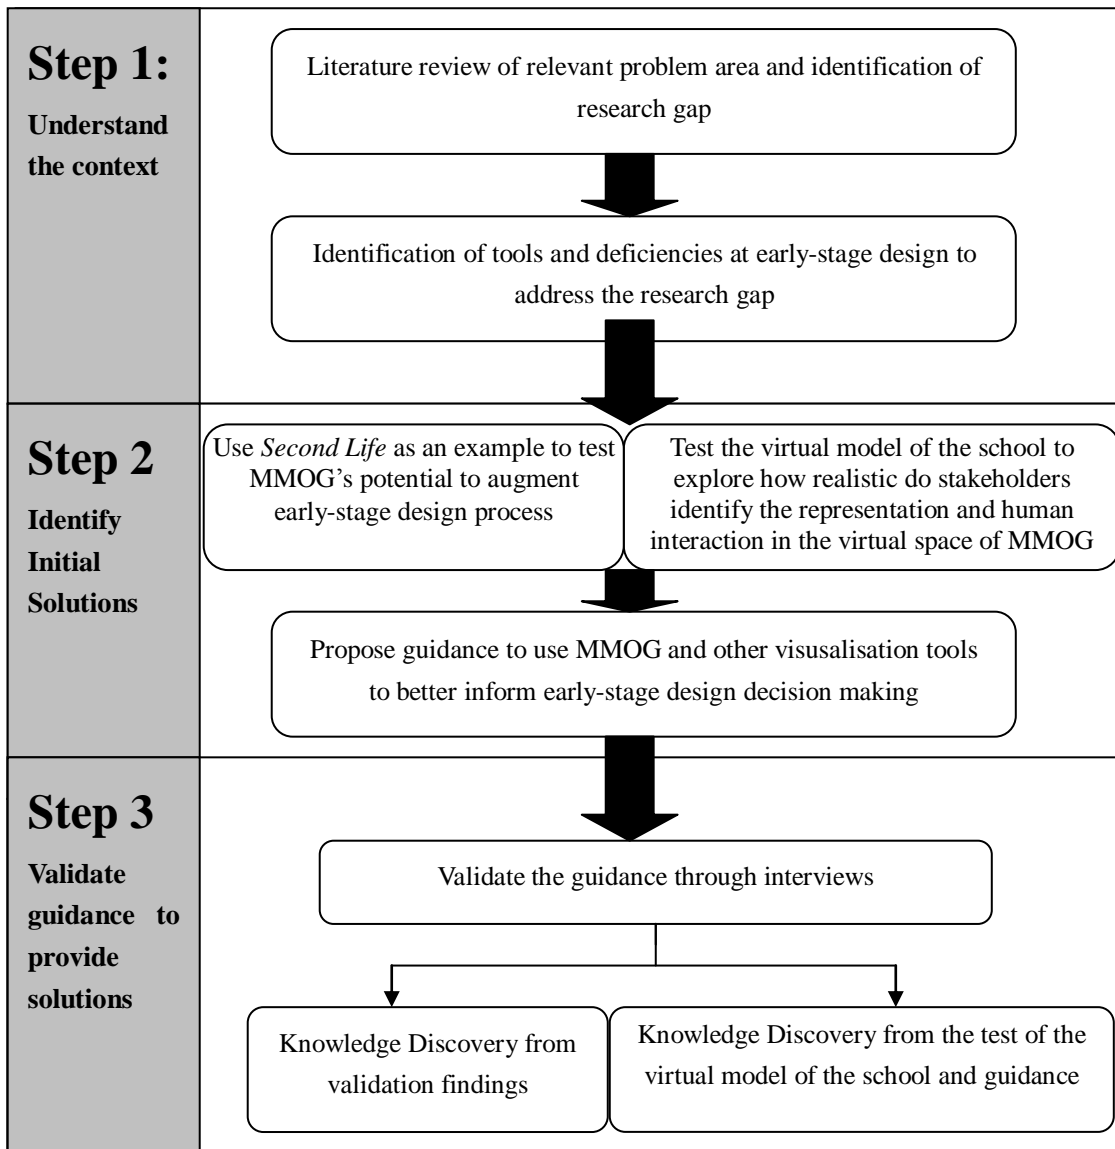 Step 1:
Understand
the context
Literature review of relevant problem area and identification of
research gap
Identification of tools and deficiencies at early-stage design to
address the research gap
Step 2
Identify
Initial
Solutions
Use Second Life as an example to test
MMOG's potential to augment
early-stage design process
Test the virtual model of the school to
explore how realistic do stakeholders
identify the representation and human
interaction in the virtual space of MMOG
Propose guidance to use MMOG and other visusalisation tools
to better inform early-stage design decision making
Step 3
Validate
guidance to
provide
solutions
Validate the guidance through interviews
Knowledge Discovery from
validation findings
Knowledge Discovery from the test of the
virtual model of the school and guidance